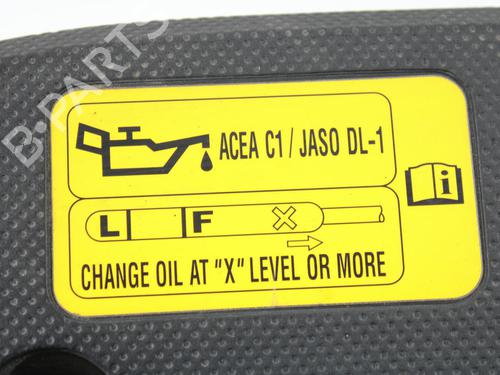 B-PARTS
ACEA C1 / JASO DL-1
i
L F X
CHANGE OIL AT "X" LEVEL OR MORE